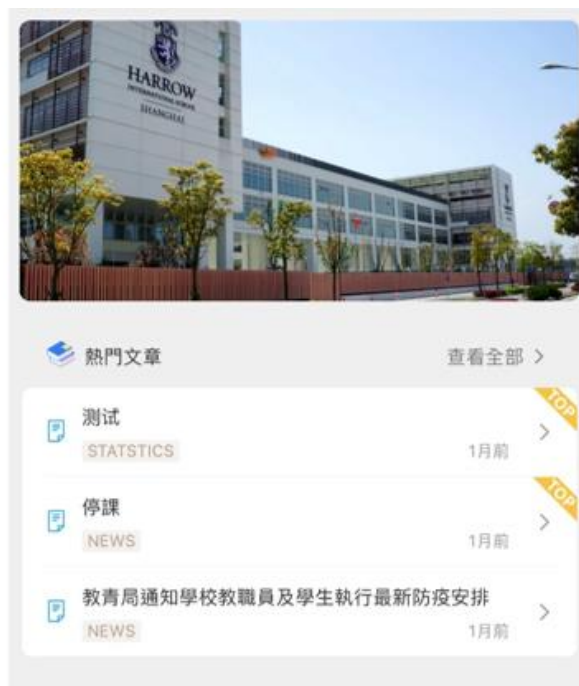 HARROW
INTERNATIONAL SCHOOL
SHANGHAI
熱門文章
查看全部 >
测试
TOP
STATSTICS
1月前
停課
TOP
NEWS
1月前
教青局通知學校教職員及學生執行最新防疫安排
NEWS
1月前